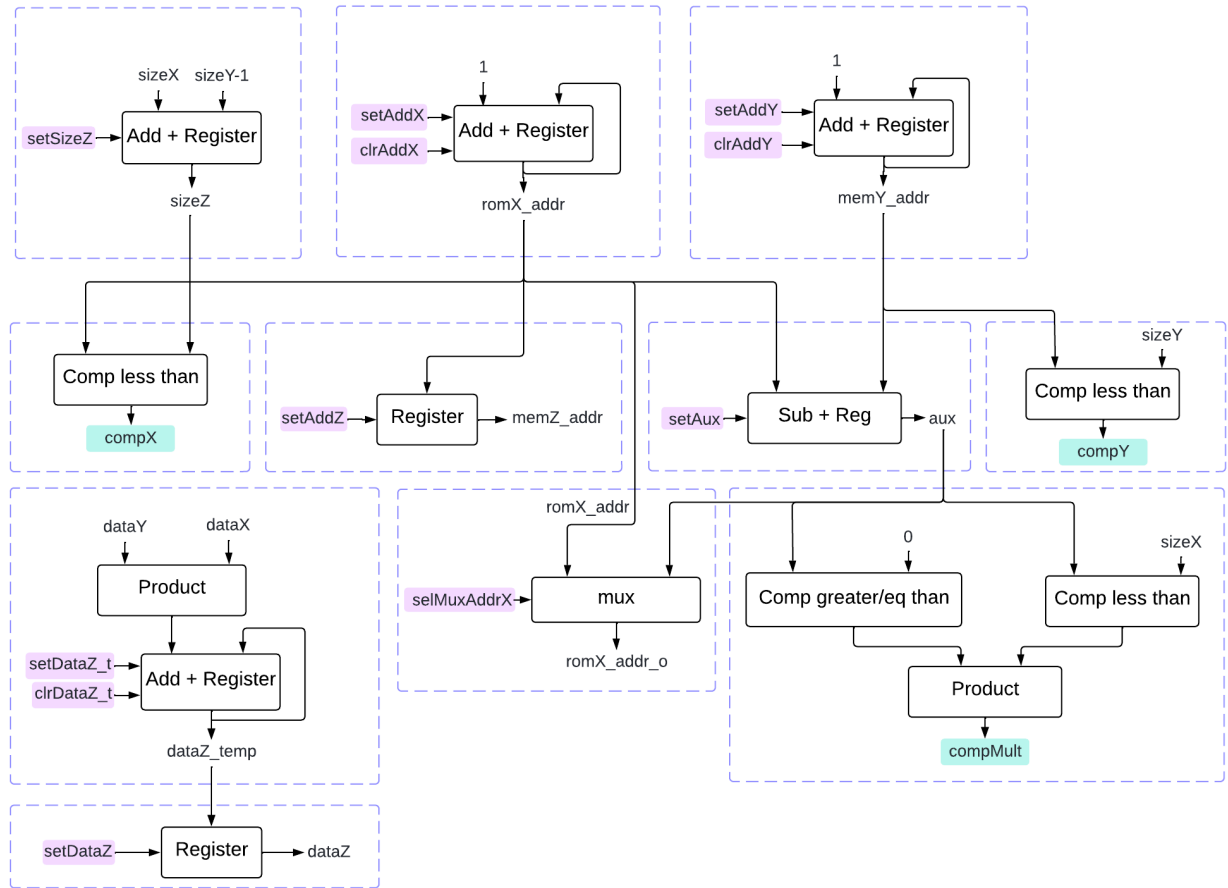 sizeX
sizeY-1
setSizeZ
Add + Register
sizeZ
1
setAddX
clrAddX
Add + Register
romX_addr
1
setAddY
clrAddY
Add + Register
memY_addr
Comp less than
compX
setAddZ
Register
memZ_addr
setAux
Sub + Reg
aux
sizeY
Comp less than
compY
dataY
dataX
Product
setDataZ_t
clrDataZ_t
Add + Register
dataZ_temp
romX_addr
selMuxAddrX
mux
romX_addr_o
0
sizeX
Comp greater/eq than
Comp less than
Product
compMult
setDataZ
Register
dataZ